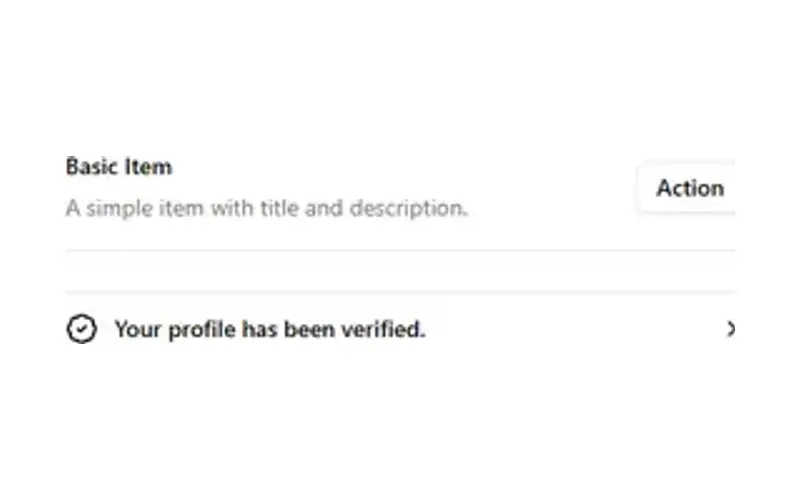 Basic Item
A simple item with title and description.
Action
Your profile has been verified.